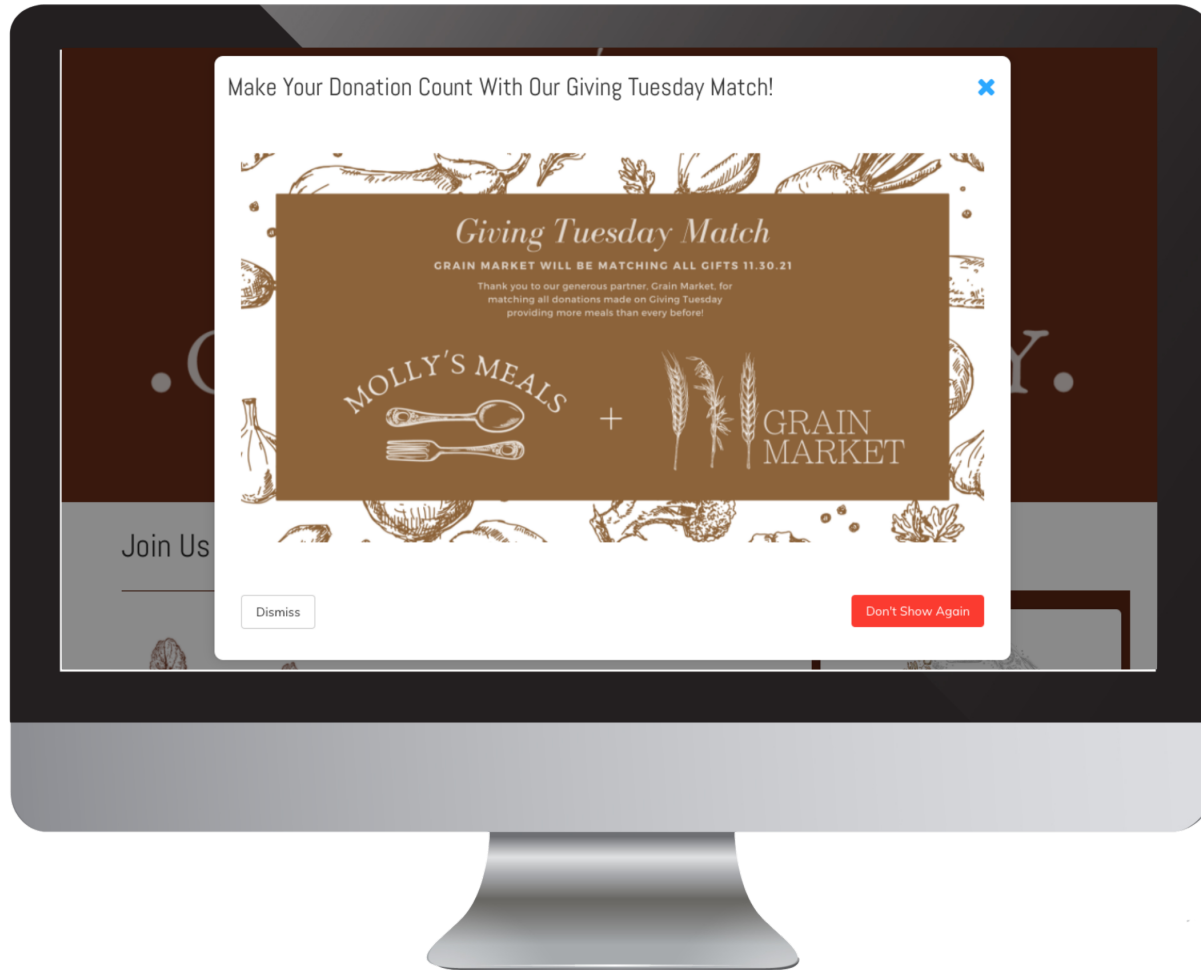 Make Your Donation Count With Our Giving Tuesday Match!
Giving Tuesday Match
GRAIN MARKET WILL BE MATCHING ALL GIFTS 11.30.21
Thank you to our generous partner, Grain Market, for
matching all donations made on Giving Tuesday
providing more meals than every before!
MOLLY'S MEALS
+
GRAIN
MARKET
Join Us
Dismiss
Don't Show Again